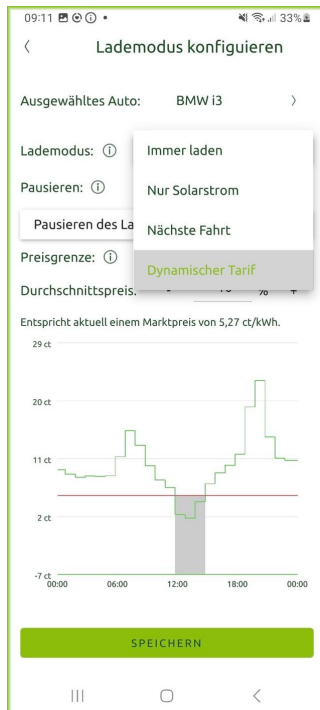 09:11
33%
Lademodus konfiguieren
Ausgewähltes Auto: BMW i3
Lademodus:
Immer laden
Nur Solarstrom
Pausieren:
Pausieren des La
Nächste Fahrt
Preisgrenze:
Dynamischer Tarif
Durchschnittspreis: - % +
Entspricht aktuell einem Marktpreis von 5,27 ct/kWh.
29 ct
20 ct
11 ct
2 ct
-7 ct
00:00 06:00 12:00 18:00 00:00
SPEICHERN